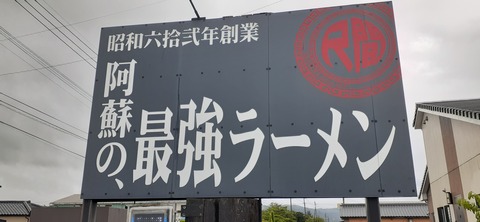 昭和六拾弐年創業
阿蘇の、
最強ラーメン